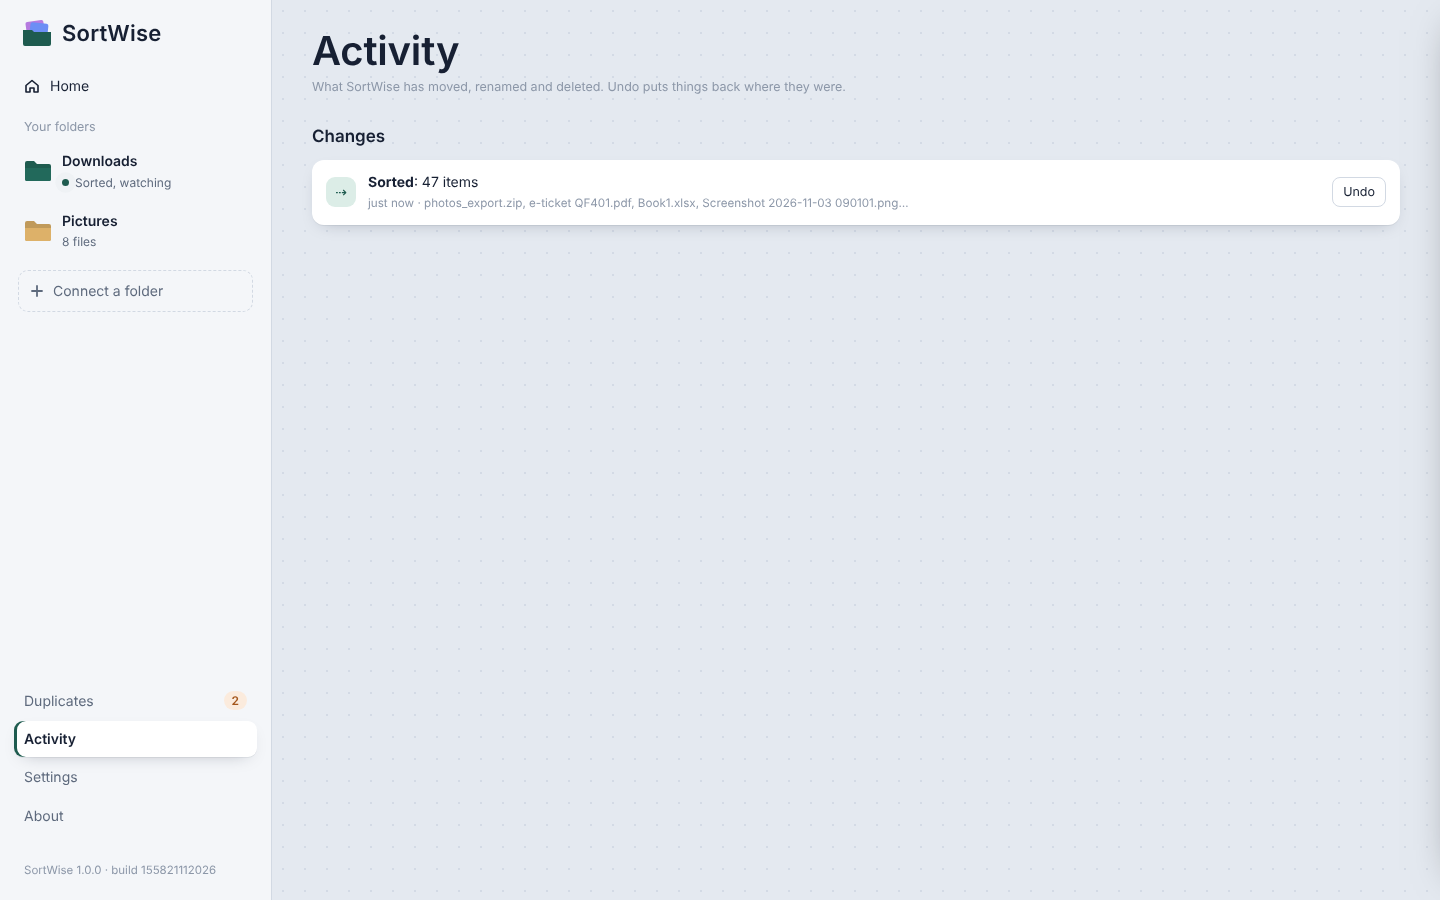 SortWise
Home
Your folders
Downloads
Sorted, watching
Pictures
8 files
Connect a folder
Duplicates
2
Activity
Settings
About
SortWise 1.0.0 · build 155821112026
Activity
What SortWise has moved, renamed and deleted. Undo puts things back where they were.
Changes
Sorted: 47 items
just now · photos_export.zip, e-ticket QF401.pdf, Book1.xlsx, Screenshot 2026-11-03 090101.png…
Undo